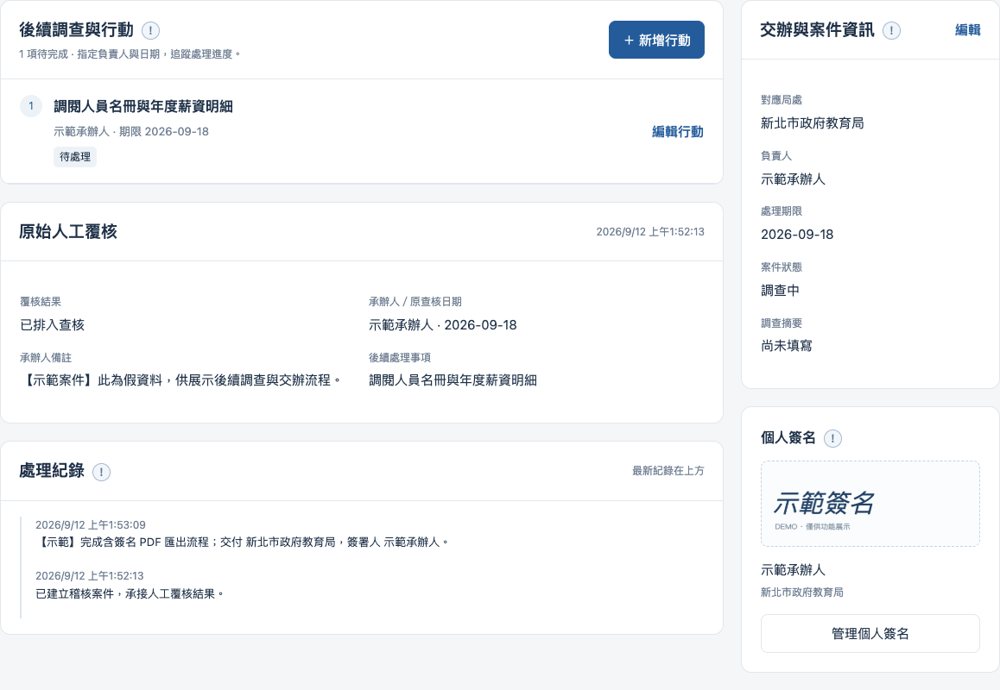 後續調查與行動 !
1 項待完成 · 指定負責人與日期，追蹤處理進度。
+ 新增行動
1 調閱人員名冊與年度薪資明細
示範承辦人 · 期限 2026-09-18
編輯行動
待處理
原始人工覆核
2026/9/12 上午1:52:13
覆核結果
已排入查核
承辦人 / 原查核日期
示範承辦人 · 2026-09-18
承辦人備註
【示範案件】此為假資料，供展示後續調查與交辦流程。
後續處理事項
調閱人員名冊與年度薪資明細
處理紀錄 !
最新紀錄在上方
2026/9/12 上午1:53:09
【示範】完成含簽名 PDF 匯出流程；交付 新北市政府教育局，簽署人 示範承辦人。
2026/9/12 上午1:52:13
已建立稽核案件，承接人工覆核結果。
交辦與案件資訊 !
編輯
對應局處
新北市政府教育局
負責人
示範承辦人
處理期限
2026-09-18
案件狀態
調查中
調查摘要
尚未填寫
個人簽名 !
示範簽名
DEMO · 僅供功能展示
示範承辦人
新北市政府教育局
管理個人簽名